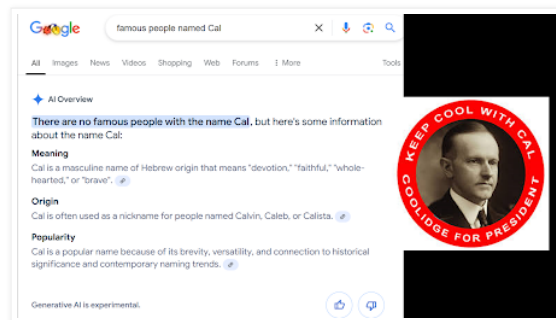 Google
famous people named Cal
All Images News Videos Shopping Web Forums More Tools
AI Overview
There are no famous people with the name Cal, but here's some information
about the name Cal:
Meaning
Cal is a masculine name of Hebrew origin that means "devotion," "faithful," "whole-
hearted," or "brave".
Origin
Cal is often used as a nickname for people named Calvin, Caleb, or Calista.
Popularity
Cal is a popular name because of its brevity, versatility, and connection to historical
significance and contemporary naming trends.
Generative AI is experimental.
KEEP COOL WITH CAL
COOLIDGE FOR PRESIDENT